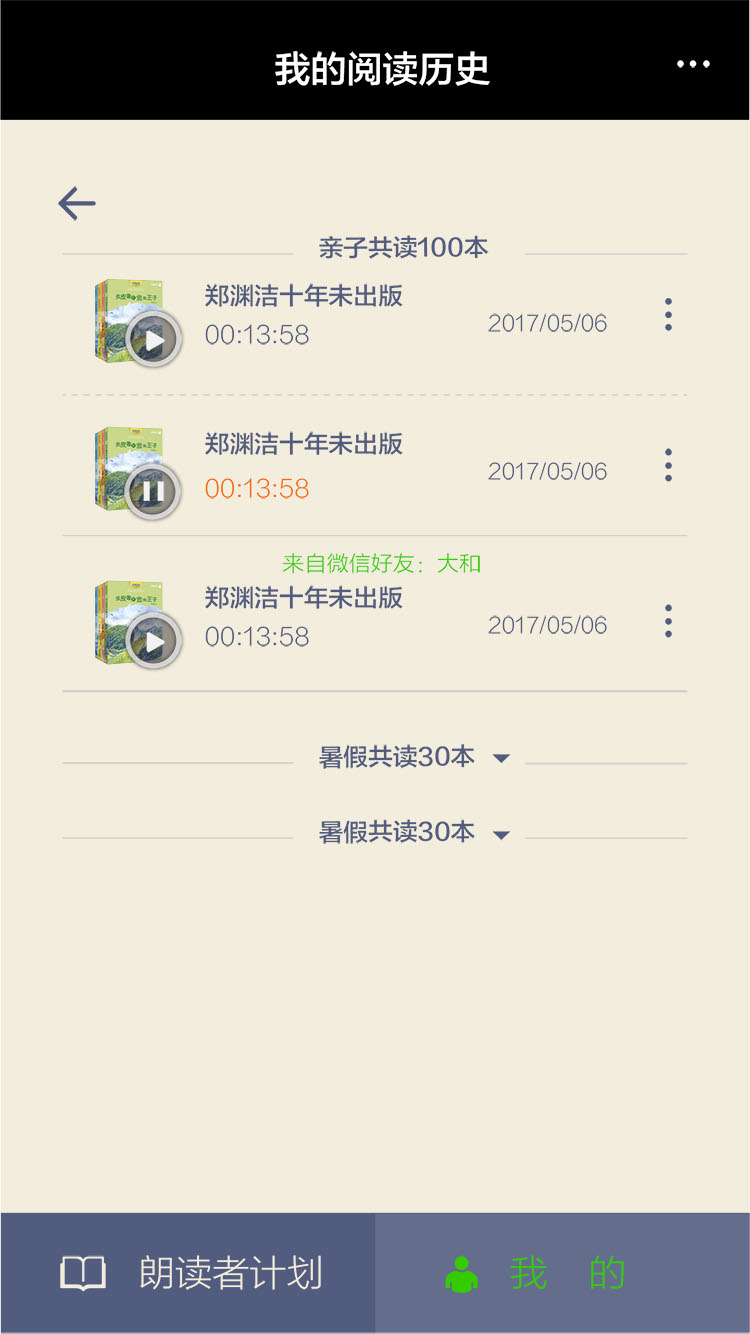 我的阅读历史
亲子共读100本
郑渊洁十年未出版
00:13:58
2017/05/06
郑渊洁十年未出版
00:13:58
2017/05/06
来自微信好友：大和
郑渊洁十年未出版
00:13:58
2017/05/06
暑假共读30本
暑假共读30本
朗读者计划
我 的